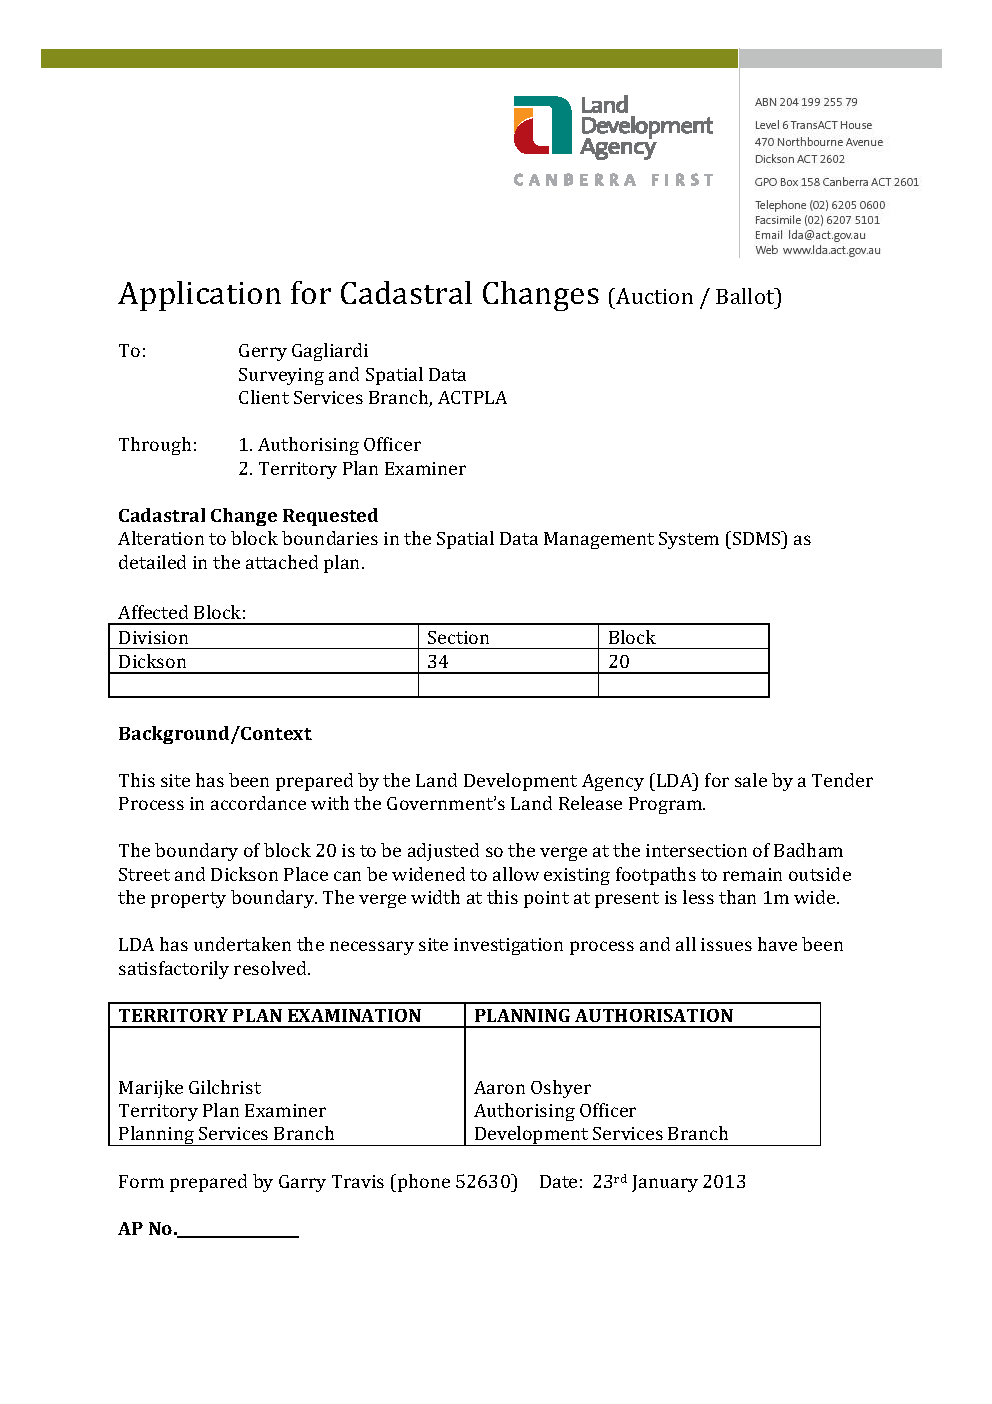 Land
Development
Agency
CANBERRA FIRST
ABN 204 199 255 79
Level 6 TransACT House
470 Northbourne Avenue
Dickson ACT 2602
GPO Box 158 Canberra ACT 2601
Telephone (02) 6205 0600
Facsimile (02) 6207 5101
Email lda@act.gov.au
Web www.lda.act.gov.au
Application for Cadastral Changes (Auction / Ballot)
To: Gerry Gagliardi
Surveying and Spatial Data
Client Services Branch, ACTPLA
Through: 1. Authorising Officer
2. Territory Plan Examiner
Cadastral Change Requested
Alteration to block boundaries in the Spatial Data Management System (SDMS) as
detailed in the attached plan.
Affected Block:
Division Section Block
Dickson 34 20
Background/Context
This site has been prepared by the Land Development Agency (LDA) for sale by a Tender
Process in accordance with the Government's Land Release Program.
The boundary of block 20 is to be adjusted so the verge at the intersection of Badham
Street and Dickson Place can be widened to allow existing footpaths to remain outside
the property boundary. The verge width at this point at present is less than 1m wide.
LDA has undertaken the necessary site investigation process and all issues have been
satisfactorily resolved.
TERRITORY PLAN EXAMINATION PLANNING AUTHORISATION
Marijke Gilchrist Aaron Oshyer
Territory Plan Examiner Authorising Officer
Planning Services Branch Development Services Branch
Form prepared by Garry Travis (phone 52630) Date: 23rd January 2013
AP No.______________